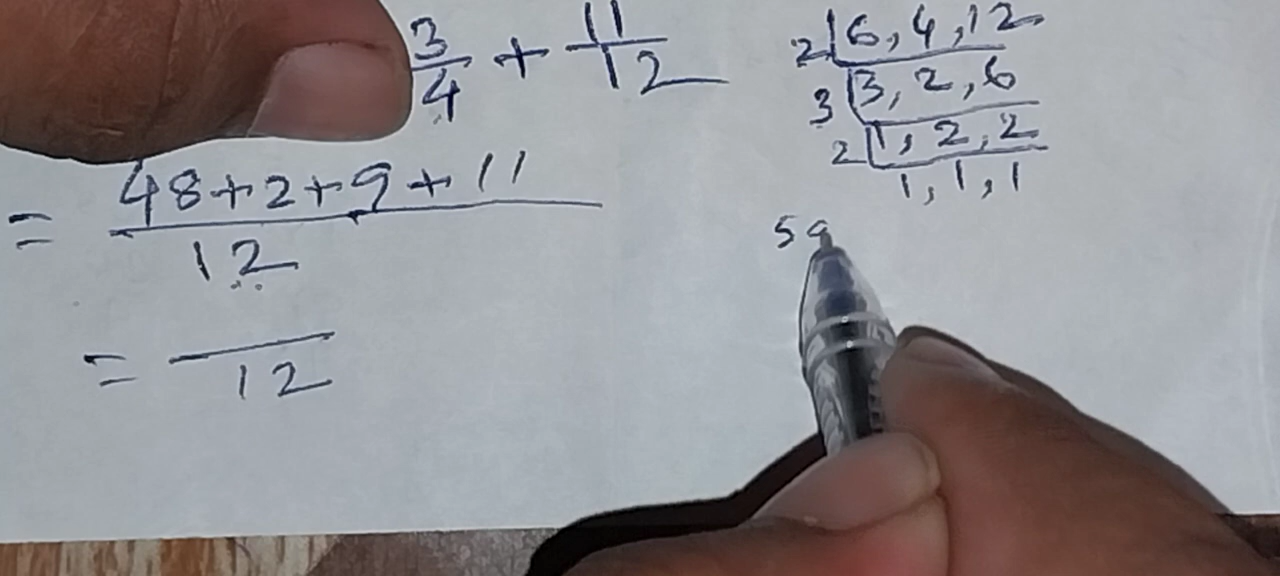 3/4 + 11/12
= 48+2+9+11 / 12
= / 12
2 | 6, 4, 12
3 | 3, 2, 6
2 | 1, 2, 2
1, 1, 1
5